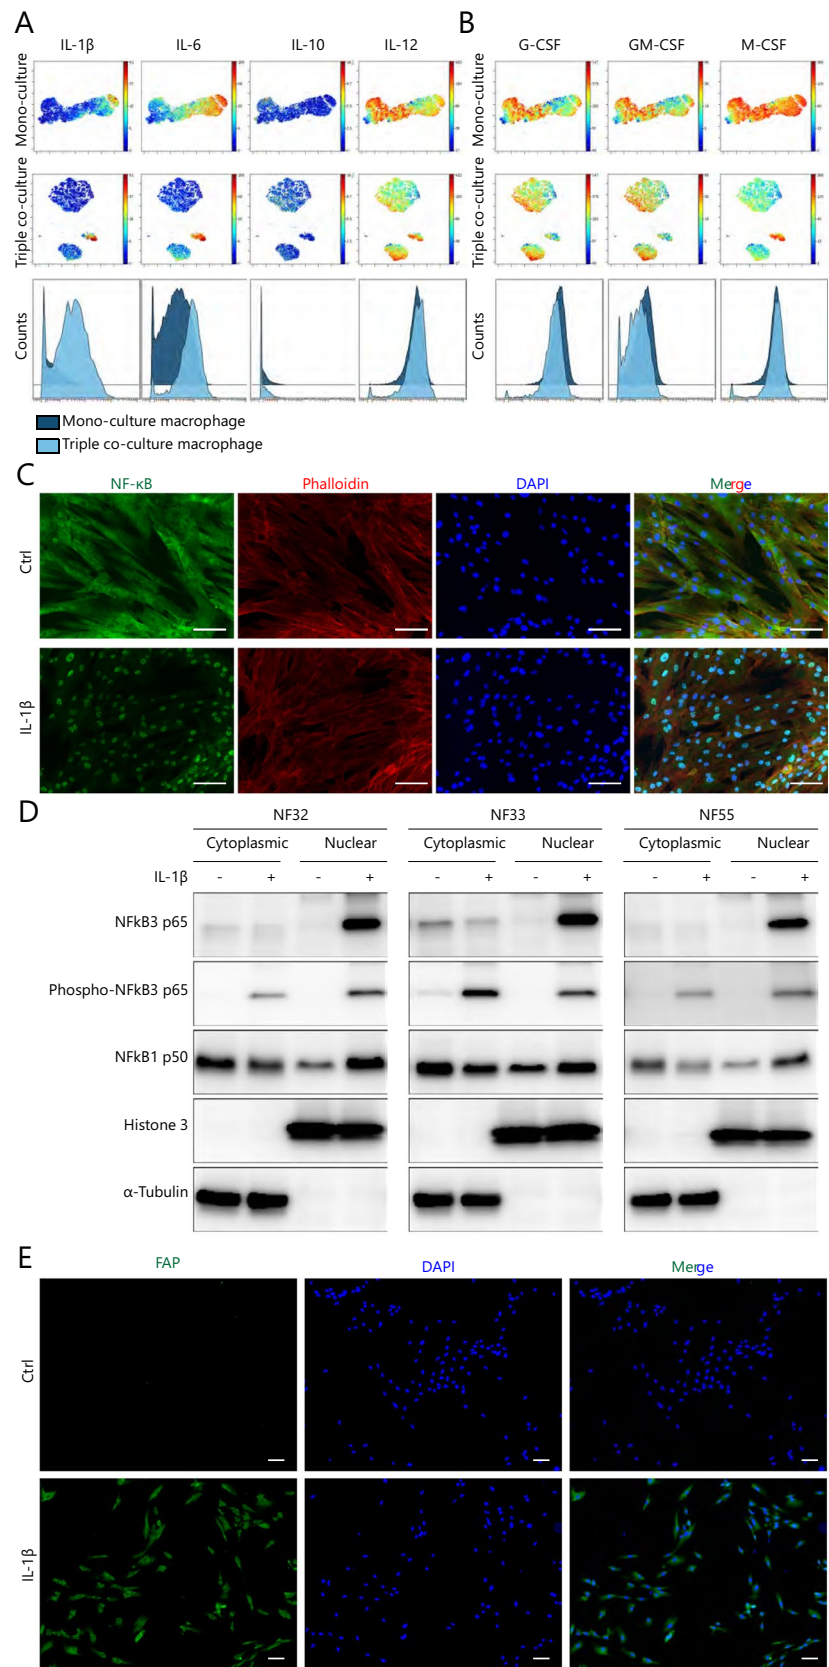 A
B
IL-1β
IL-6
IL-10
IL-12
G-CSF
GM-CSF
M-CSF
Mono-culture
Mono-culture
Triple co-culture
Triple co-culture
Counts
Counts
Mono-culture macrophage
Triple co-culture macrophage
C
NF-κB
Phalloidin
DAPI
Merge
Ctrl
IL-1β
D
NF32
NF33
NF55
Cytoplasmic
Nuclear
Cytoplasmic
Nuclear
Cytoplasmic
Nuclear
IL-1β - + - + - + - + - + - +
NFkB3 p65
Phospho-NFkB3 p65
NFkB1 p50
Histone 3
α-Tubulin
E
FAP
DAPI
Merge
Ctrl
IL-1β